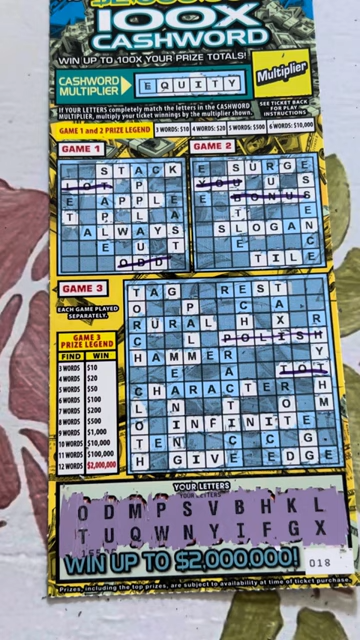 $2,000,000
100X
CASHWORD
WIN UP TO 100X YOUR PRIZE TOTALS!
CASHWORD
MULTIPLIER
EQUITY
Multiplier
If YOUR LETTERS completely match the letters in the CASHWORD
MULTIPLIER, multiply your ticket winnings by the multiplier shown.
SEE TICKET BACK
FOR PLAY
INSTRUCTIONS
GAME 1 and 2 PRIZE LEGEND
3 WORDS: $10
4 WORDS: $20
5 WORDS: $500
6 WORDS: $10,000
GAME 1
GAME 2
STACK
LOT
APPLE
ALWAYS
OUT
SURGE
YOU
BONUS
SLOGAN
TILE
GAME 3
EACH GAME PLAYED
SEPARATELY.
GAME 3
PRIZE LEGEND
FIND WIN
3 WORDS $10
4 WORDS $20
5 WORDS $50
6 WORDS $100
7 WORDS $200
8 WORDS $500
9 WORDS $1,000
10 WORDS $10,000
11 WORDS $100,000
12 WORDS $2,000,000
TAG REST
RURAL
POLISH
HAMMER
CHARACTER
INFINITE
TEN
GIVE EDGE
YOUR LETTERS
O D M P S V B H K L
T U Q W N Y I F G X
WIN UP TO $2,000,000!
018
Prizes, including the top prizes, are subject to availability at time of ticket purchase.